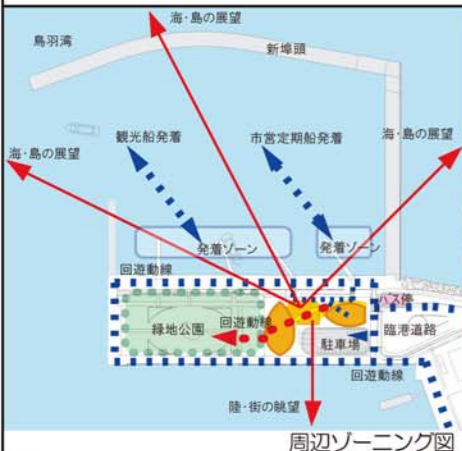 海・島の展望
鳥羽湾
新埠頭
観光船発着
市営定期船発着
海・島の展望
海・島の展望
発着ゾーン
発着ゾーン
回遊動線
バス停
緑地公園
回遊動線
臨港道路
駐車場
回遊動線
陸・街の眺望
周辺ゾーニング図